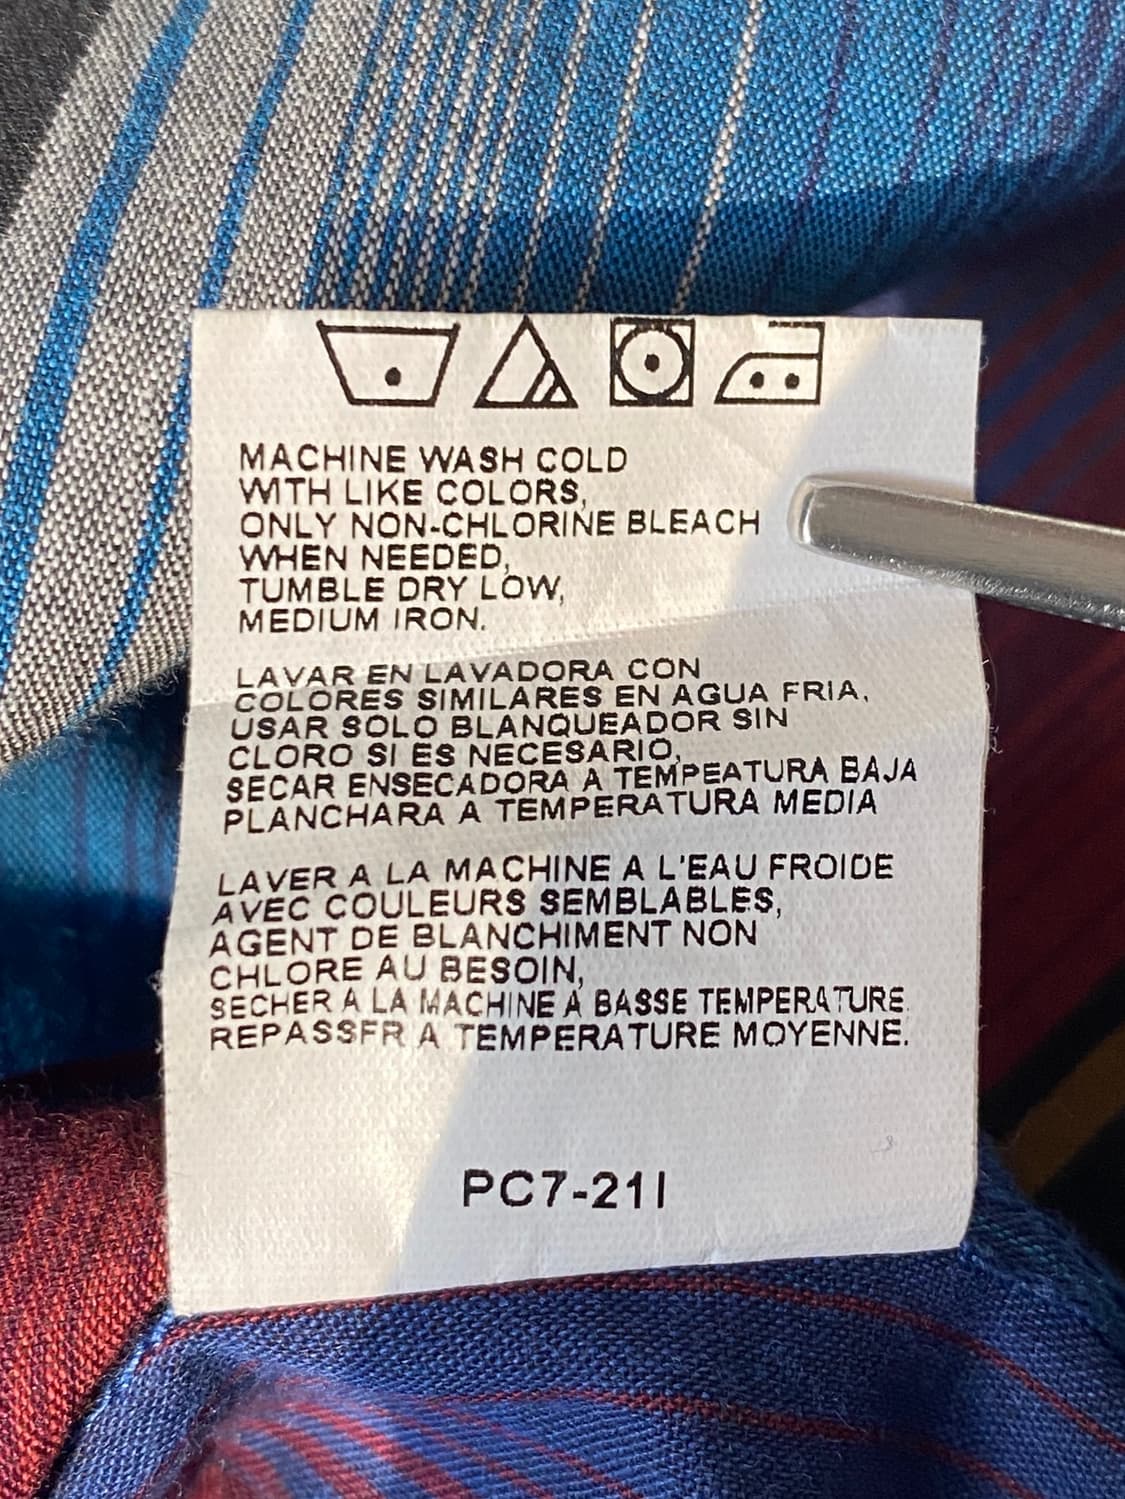 MACHINE WASH COLD
WITH LIKE COLORS,
ONLY NON-CHLORINE BLEACH
WHEN NEEDED,
TUMBLE DRY LOW,
MEDIUM IRON.
LAVAR EN LAVADORA CON
COLORES SIMILARES EN AGUA FRIA,
USAR SOLO BLANQUEADOR SIN
CLORO SI ES NECESARIO,
SECAR ENSECADORA A TEMPEATURA BAJA
PLANCHARA A TEMPERATURA MEDIA
LAVER A LA MACHINE A L'EAU FROIDE
AVEC COULEURS SEMBLABLES,
AGENT DE BLANCHIMENT NON
CHLORE AU BESOIN,
SECHER A LA MACHINE A BASSE TEMPERATURE.
REPASSFR A TEMPERATURE MOYENNE.
PC7-21I